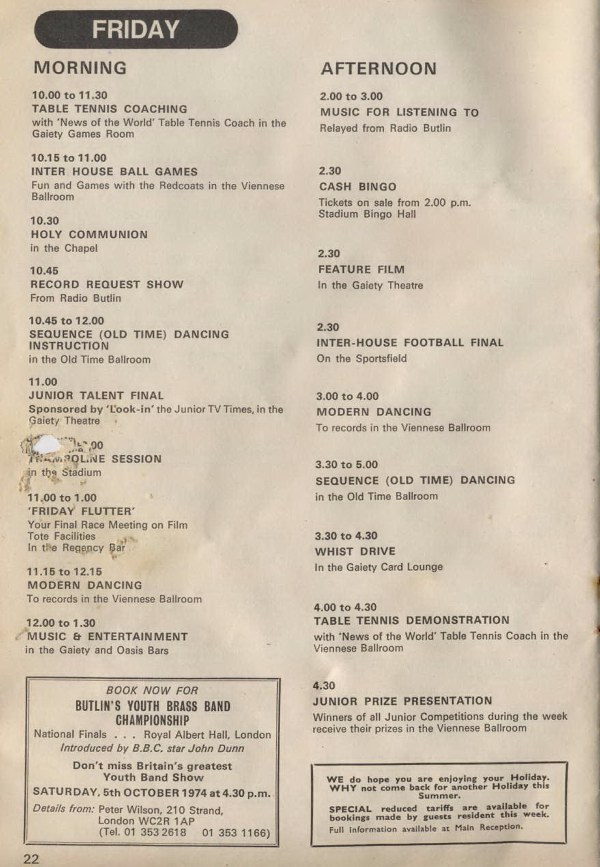 FRIDAY
MORNING
10.00 to 11.30
TABLE TENNIS COACHING
with 'News of the World' Table Tennis Coach in the
Gaiety Games Room
10.15 to 11.00
INTER HOUSE BALL GAMES
Fun and Games with the Redcoats in the Viennese
Ballroom
10.30
HOLY COMMUNION
in the Chapel
10.45
RECORD REQUEST SHOW
From Radio Butlin
10.45 to 12.00
SEQUENCE (OLD TIME) DANCING
INSTRUCTION
in the Old Time Ballroom
11.00
JUNIOR TALENT FINAL
Sponsored by 'Look-in' the Junior TV Times, in the
Gaiety Theatre
TRAMPOLINE SESSION
in the Stadium
11.00 to 1.00
'FRIDAY FLUTTER'
Your Final Race Meeting on Film
Tote Facilities
In the Regency Bar
11.15 to 12.15
MODERN DANCING
To records in the Viennese Ballroom
12.00 to 1.30
MUSIC & ENTERTAINMENT
in the Gaiety and Oasis Bars
BOOK NOW FOR
BUTLIN'S YOUTH BRASS BAND
CHAMPIONSHIP
National Finals . . . Royal Albert Hall, London
Introduced by B.B.C. star John Dunn
Don't miss Britain's greatest
Youth Band Show
SATURDAY, 5th OCTOBER 1974 at 4.30 p.m.
Details from: Peter Wilson, 210 Strand,
London WC2R 1AP
(Tel. 01 353 2618 01 353 1166)
22
AFTERNOON
2.00 to 3.00
MUSIC FOR LISTENING TO
Relayed from Radio Butlin
2.30
CASH BINGO
Tickets on sale from 2.00 p.m.
Stadium Bingo Hall
2.30
FEATURE FILM
In the Gaiety Theatre
2.30
INTER-HOUSE FOOTBALL FINAL
On the Sportsfield
3.00 to 4.00
MODERN DANCING
To records in the Viennese Ballroom
3.30 to 5.00
SEQUENCE (OLD TIME) DANCING
in the Old Time Ballroom
3.30 to 4.30
WHIST DRIVE
In the Gaiety Card Lounge
4.00 to 4.30
TABLE TENNIS DEMONSTRATION
with 'News of the World' Table Tennis Coach in the
Viennese Ballroom
4.30
JUNIOR PRIZE PRESENTATION
Winners of all Junior Competitions during the week
receive their prizes in the Viennese Ballroom
WE do hope you are enjoying your Holiday.
WHY not come back for another Holiday this
Summer.
SPECIAL reduced tariffs are available for
bookings made by guests resident this week.
Full information available at Main Reception.